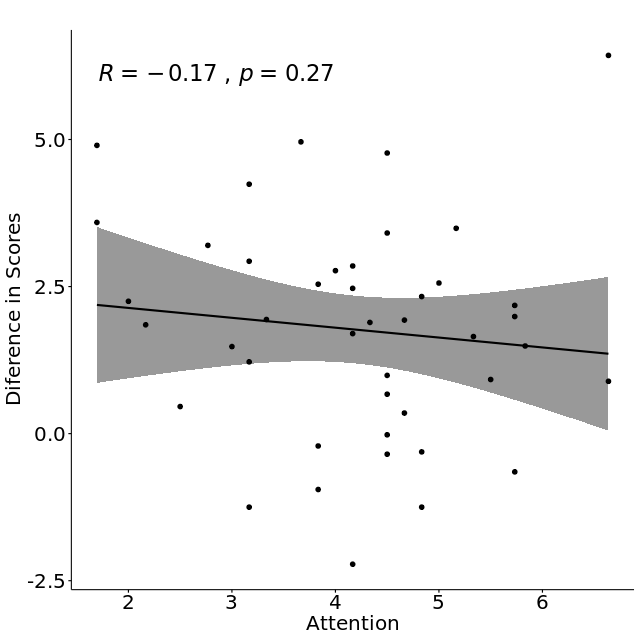 R = −0.17 , p = 0.27
5.0
2.5
0.0
-2.5
2 3 4 5 6
Attention
Diference in Scores